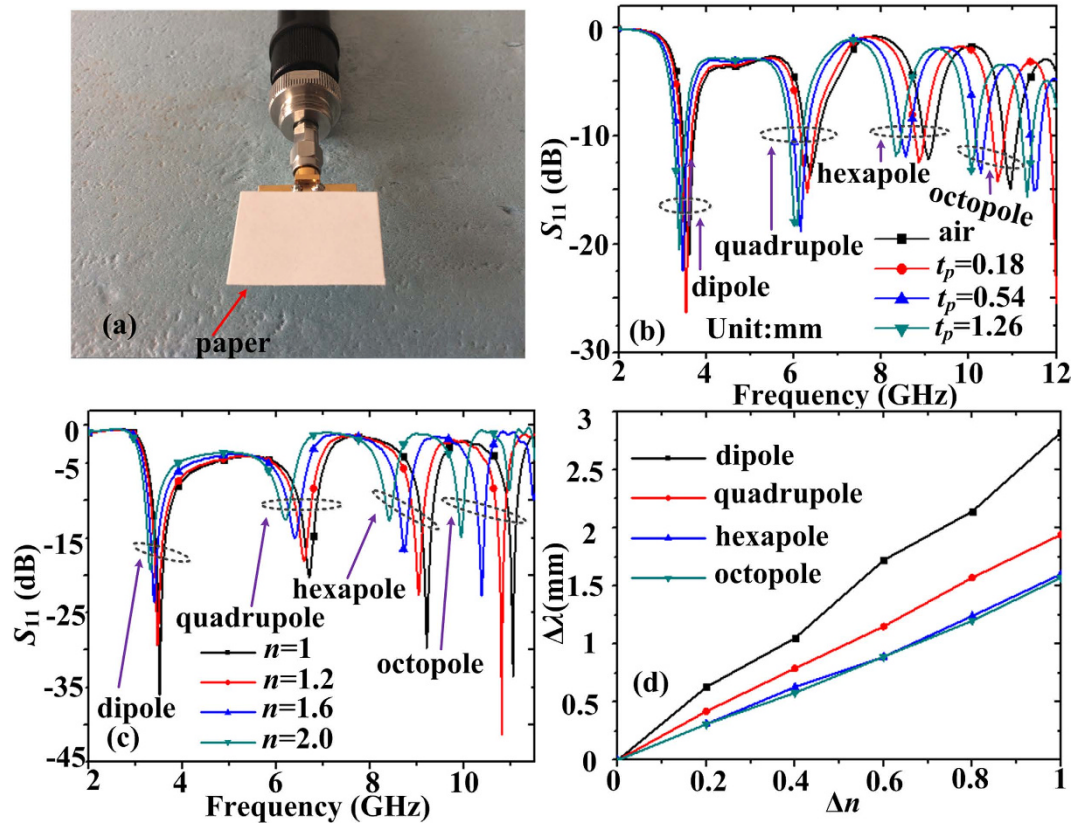 (a)
paper
0
-5
-10
-20
-30
S11 (dB)
2
4
6
8
10
12
Frequency (GHz)
hexapole
octopole
quadrupole
dipole
air
tp=0.18
tp=0.54
tp=1.26
(b)
Unit:mm
0
-5
-15
-25
-35
-45
S11 (dB)
2
4
6
8
10
Frequency (GHz)
hexapole
quadrupole
octopole
dipole
n=1
n=1.2
n=1.6
n=2.0
(c)
3
2.5
2
1.5
1
0.5
0
Δλ(mm)
dipole
quadrupole
hexapole
octopole
(d)
0
0.2
0.4
0.6
0.8
1
Δn